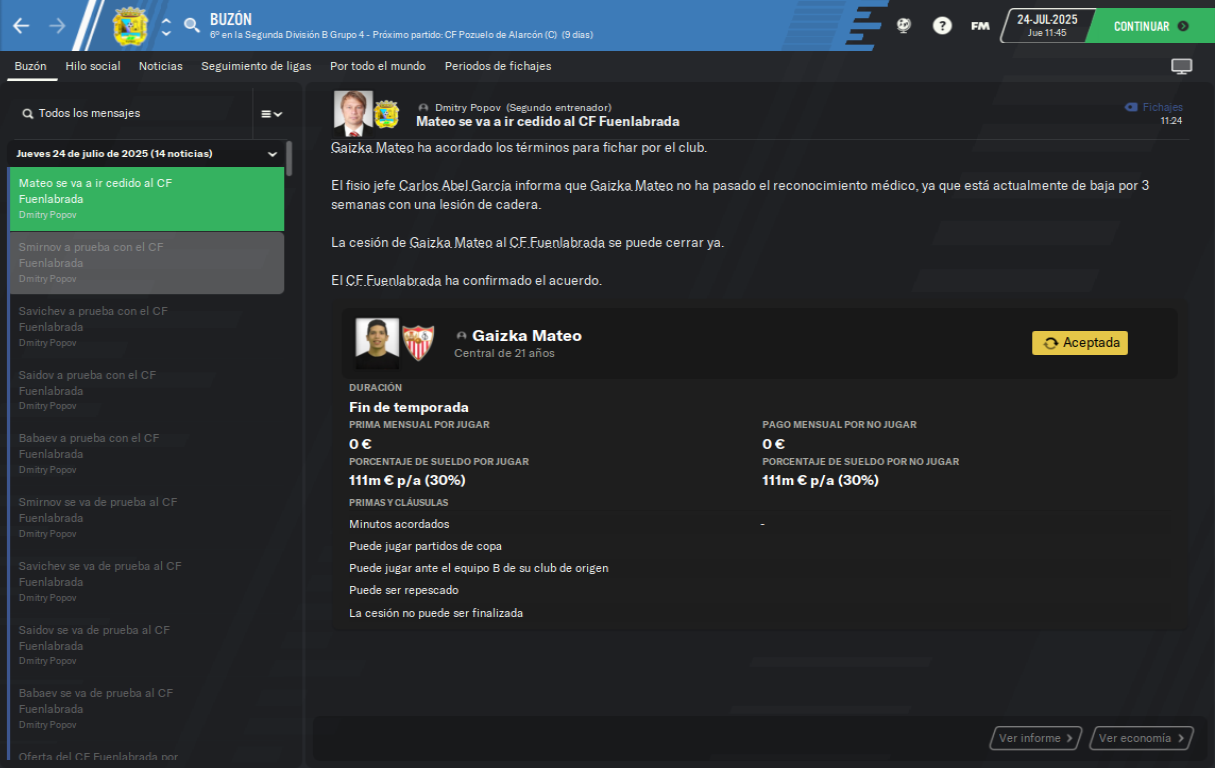 BUZÓN
6º en la Segunda División B Grupo 4 - Próximo partido: CF Pozuelo de Alarcón (C) (9 días)
?
FM
24-JUL-2025
Jue 11:45
CONTINUAR
Buzón
Hilo social
Noticias
Seguimiento de ligas
Por todo el mundo
Periodos de fichajes
Todos los mensajes
Jueves 24 de julio de 2025 (14 noticias)
Mateo se va a ir cedido al CF
Fuenlabrada
Dmitry Popov
Smirnov a prueba con el CF
Fuenlabrada
Dmitry Popov
Savichev a prueba con el CF
Fuenlabrada
Dmitry Popov
Saidov a prueba con el CF
Fuenlabrada
Dmitry Popov
Babaev a prueba con el CF
Fuenlabrada
Dmitry Popov
Smirnov se va de prueba al CF
Fuenlabrada
Dmitry Popov
Savichev se va de prueba al CF
Fuenlabrada
Dmitry Popov
Saidov se va de prueba al CF
Fuenlabrada
Dmitry Popov
Babaev se va de prueba al CF
Fuenlabrada
Dmitry Popov
Oferta del CF Fuenlabrada por
Dmitry Popov (Segundo entrenador)
Mateo se va a ir cedido al CF Fuenlabrada
Fichajes
11:24
Gaizka Mateo ha acordado los términos para fichar por el club.
El fisio jefe Carlos Abel García informa que Gaizka Mateo no ha pasado el reconocimiento médico, ya que está actualmente de baja por 3
semanas con una lesión de cadera.
La cesión de Gaizka Mateo al CF Fuenlabrada se puede cerrar ya.
El CF Fuenlabrada ha confirmado el acuerdo.
Gaizka Mateo
Central de 21 años
Aceptada
DURACIÓN
Fin de temporada
PRIMA MENSUAL POR JUGAR
PAGO MENSUAL POR NO JUGAR
0 €
0 €
PORCENTAJE DE SUELDO POR JUGAR
PORCENTAJE DE SUELDO POR NO JUGAR
111m € p/a (30%)
111m € p/a (30%)
PRIMAS Y CLÁUSULAS
Minutos acordados
-
Puede jugar partidos de copa
Puede jugar ante el equipo B de su club de origen
Puede ser repescado
La cesión no puede ser finalizada
Ver informe
Ver economía